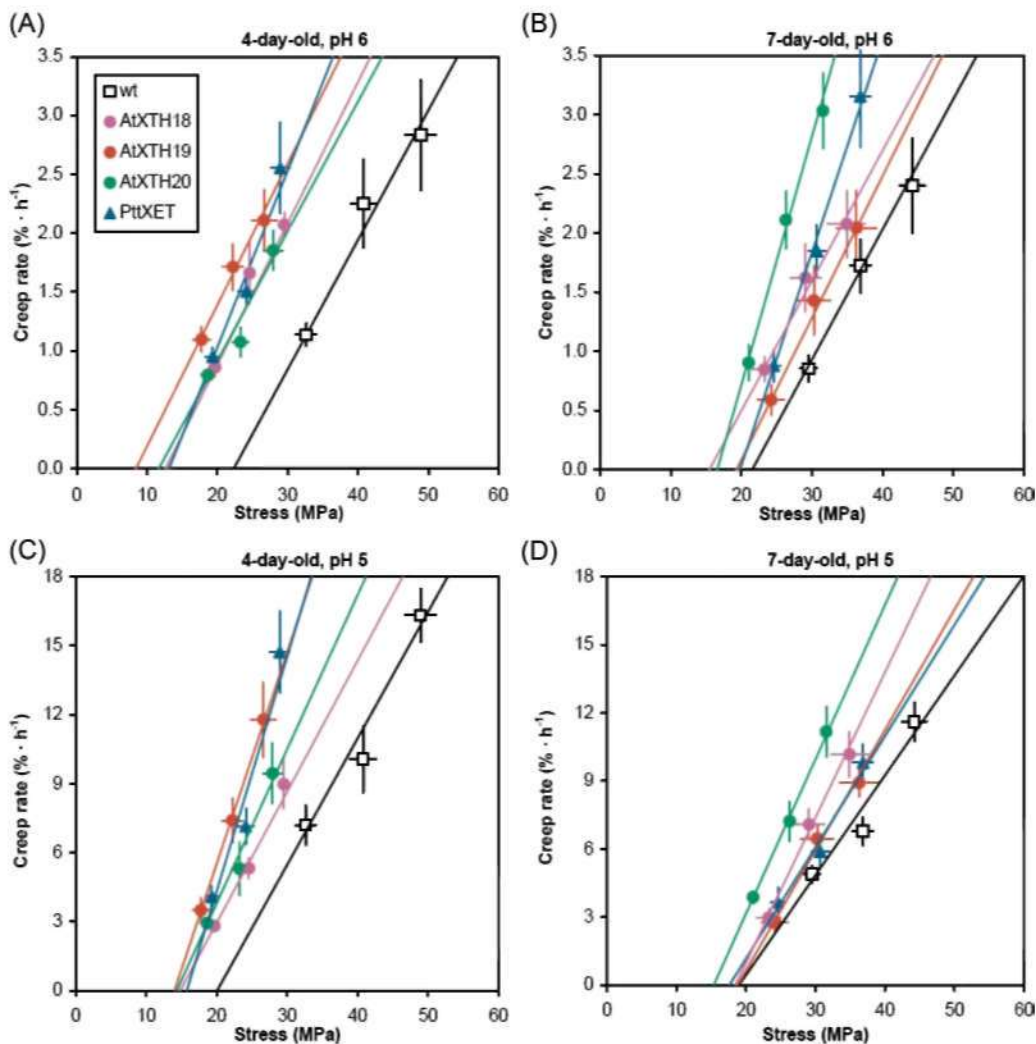 (A)
4-day-old, pH 6
3.5
3.0
2.5
2.0
1.5
1.0
0.5
0.0
Creep rate (% · h⁻¹)
wt
AtXTH18
AtXTH19
AtXTH20
PttXET
0 10 20 30 40 50 60
Stress (MPa)
(B)
7-day-old, pH 6
3.5
3.0
2.5
2.0
1.5
1.0
0.5
0.0
Creep rate (% · h⁻¹)
0 10 20 30 40 50 60
Stress (MPa)
(C)
4-day-old, pH 5
18
15
12
9
6
3
0
Creep rate (% · h⁻¹)
0 10 20 30 40 50 60
Stress (MPa)
(D)
7-day-old, pH 5
18
15
12
9
6
3
0
Creep rate (% · h⁻¹)
0 10 20 30 40 50 60
Stress (MPa)